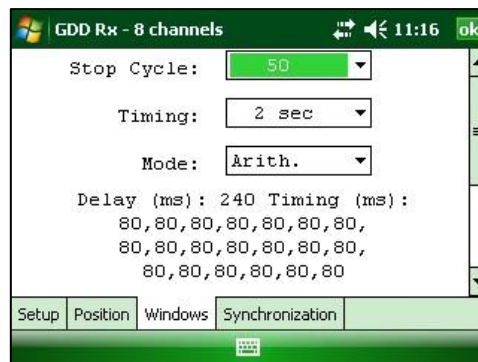 GDD Rx - 8 channels 11:16 ok
Stop Cycle: 50
Timing: 2 sec
Mode: Arith.
Delay (ms): 240 Timing (ms):
80,80,80,80,80,80,80,
80,80,80,80,80,80,80,
80,80,80,80,80,80
Setup Position Windows Synchronization